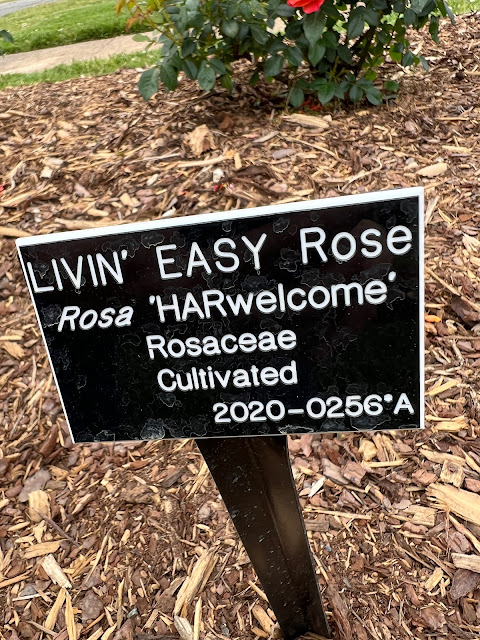 LIVIN' EASY Rose
Rosa 'HARwelcome'
Rosaceae
Cultivated
2020-0256*A